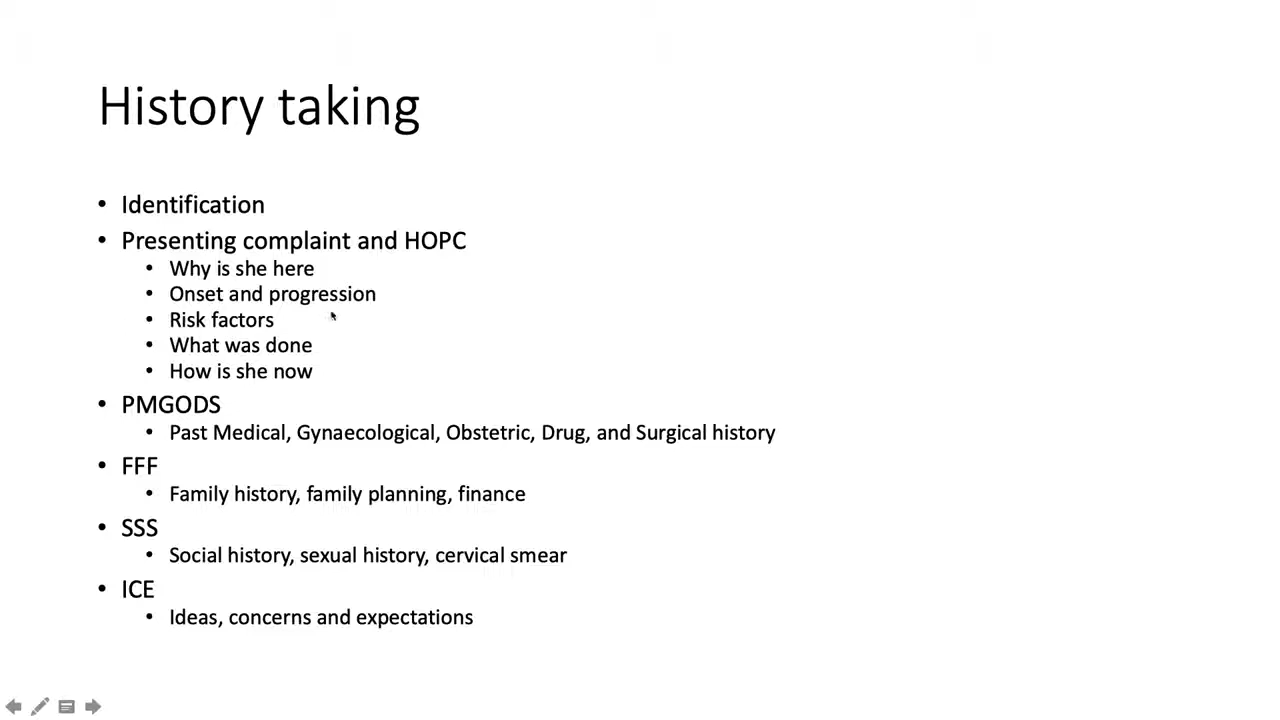 History taking
• Identification
• Presenting complaint and HOPC
• Why is she here
• Onset and progression
• Risk factors
• What was done
• How is she now
• PMGODS
• Past Medical, Gynaecological, Obstetric, Drug, and Surgical history
• FFF
• Family history, family planning, finance
• SSS
• Social history, sexual history, cervical smear
• ICE
• Ideas, concerns and expectations